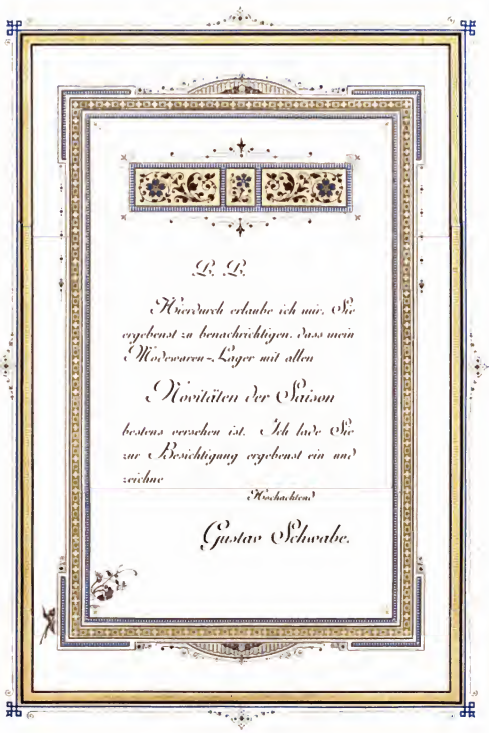 P. P.
Hierdurch erlaube ich mir, Sie
ergebenst zu benachrichtigen, dass mein
Modewaren-Lager mit allen
Novitäten der Saison
bestens versehen ist. Ich lade Sie
zur Besichtigung ergebenst ein und
zeichne
Hochachtend
Gustav Schwabe.